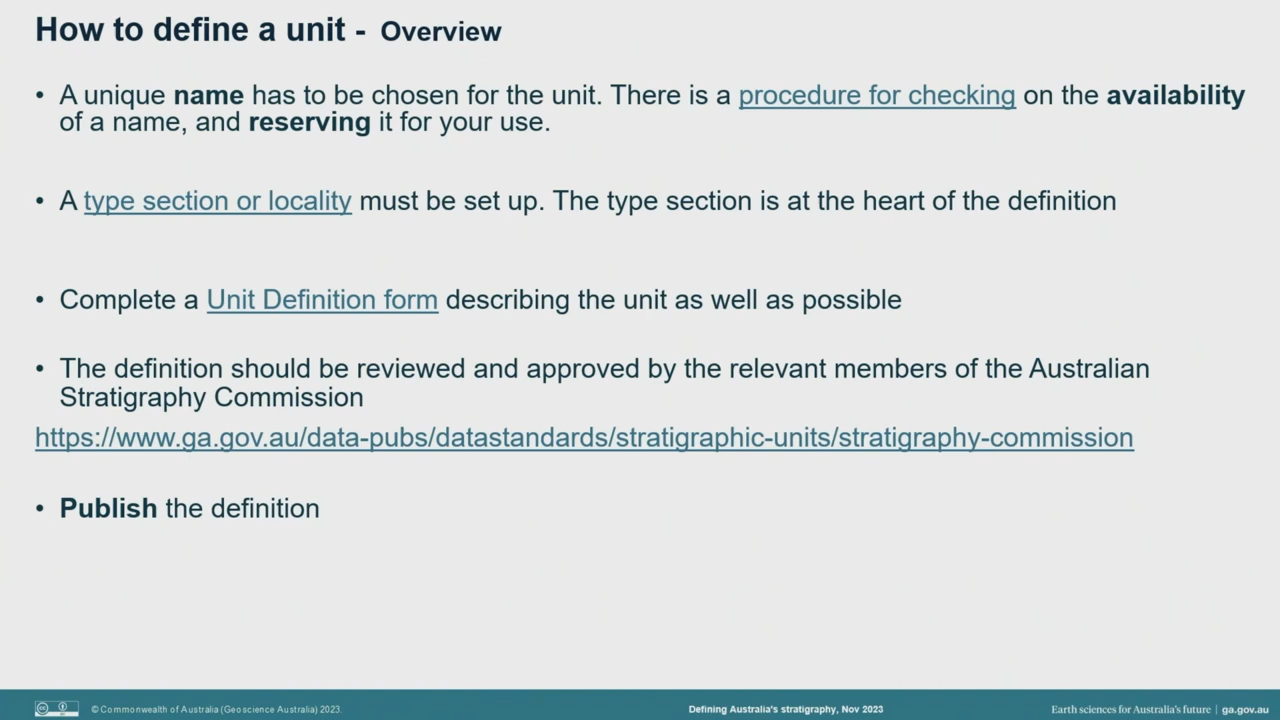 How to define a unit - Overview
• A unique name has to be chosen for the unit. There is a procedure for checking on the availability
of a name, and reserving it for your use.
• A type section or locality must be set up. The type section is at the heart of the definition
• Complete a Unit Definition form describing the unit as well as possible
• The definition should be reviewed and approved by the relevant members of the Australian
Stratigraphy Commission
https://www.ga.gov.au/data-pubs/datastandards/stratigraphic-units/stratigraphy-commission
• Publish the definition
© Commonwealth of Australia (Geoscience Australia) 2023.
Defining Australia's stratigraphy, Nov 2023
Earth sciences for Australia's future | ga.gov.au